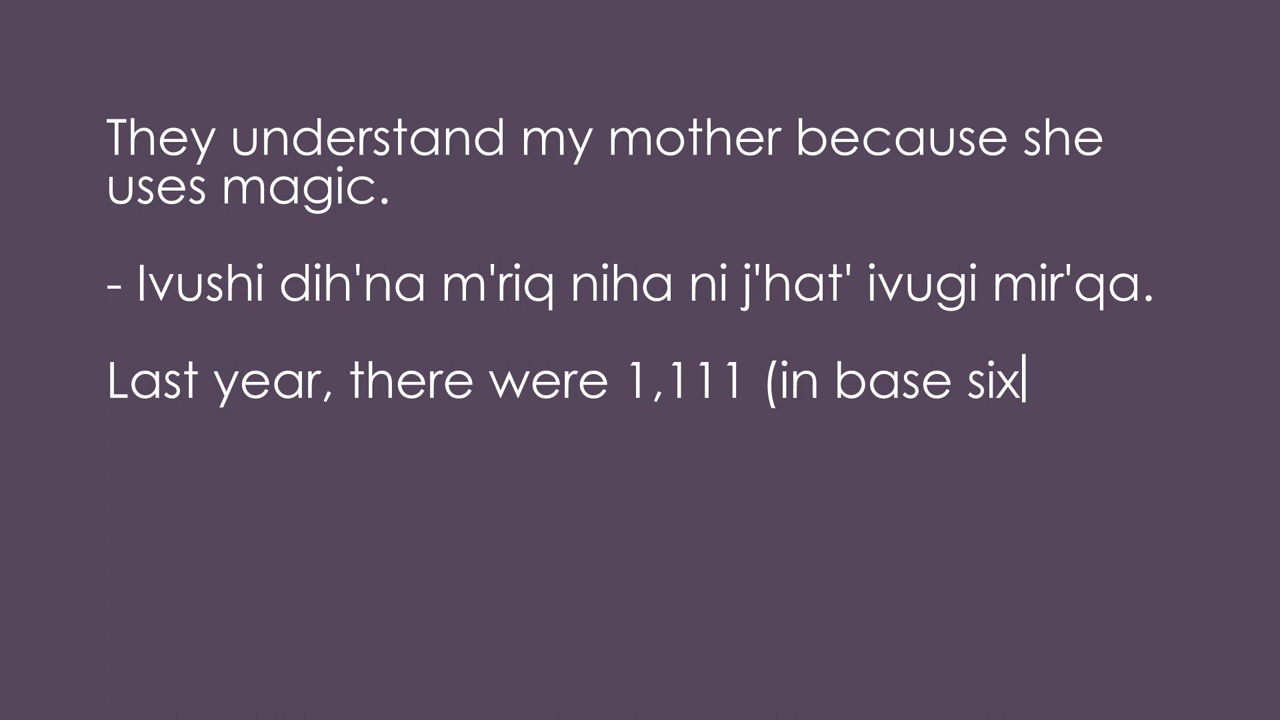 They understand my mother because she
uses magic.
- Ivushi dih'na m'riq niha ni j'hat' ivugi mir'qa.
Last year, there were 1,111 (in base six